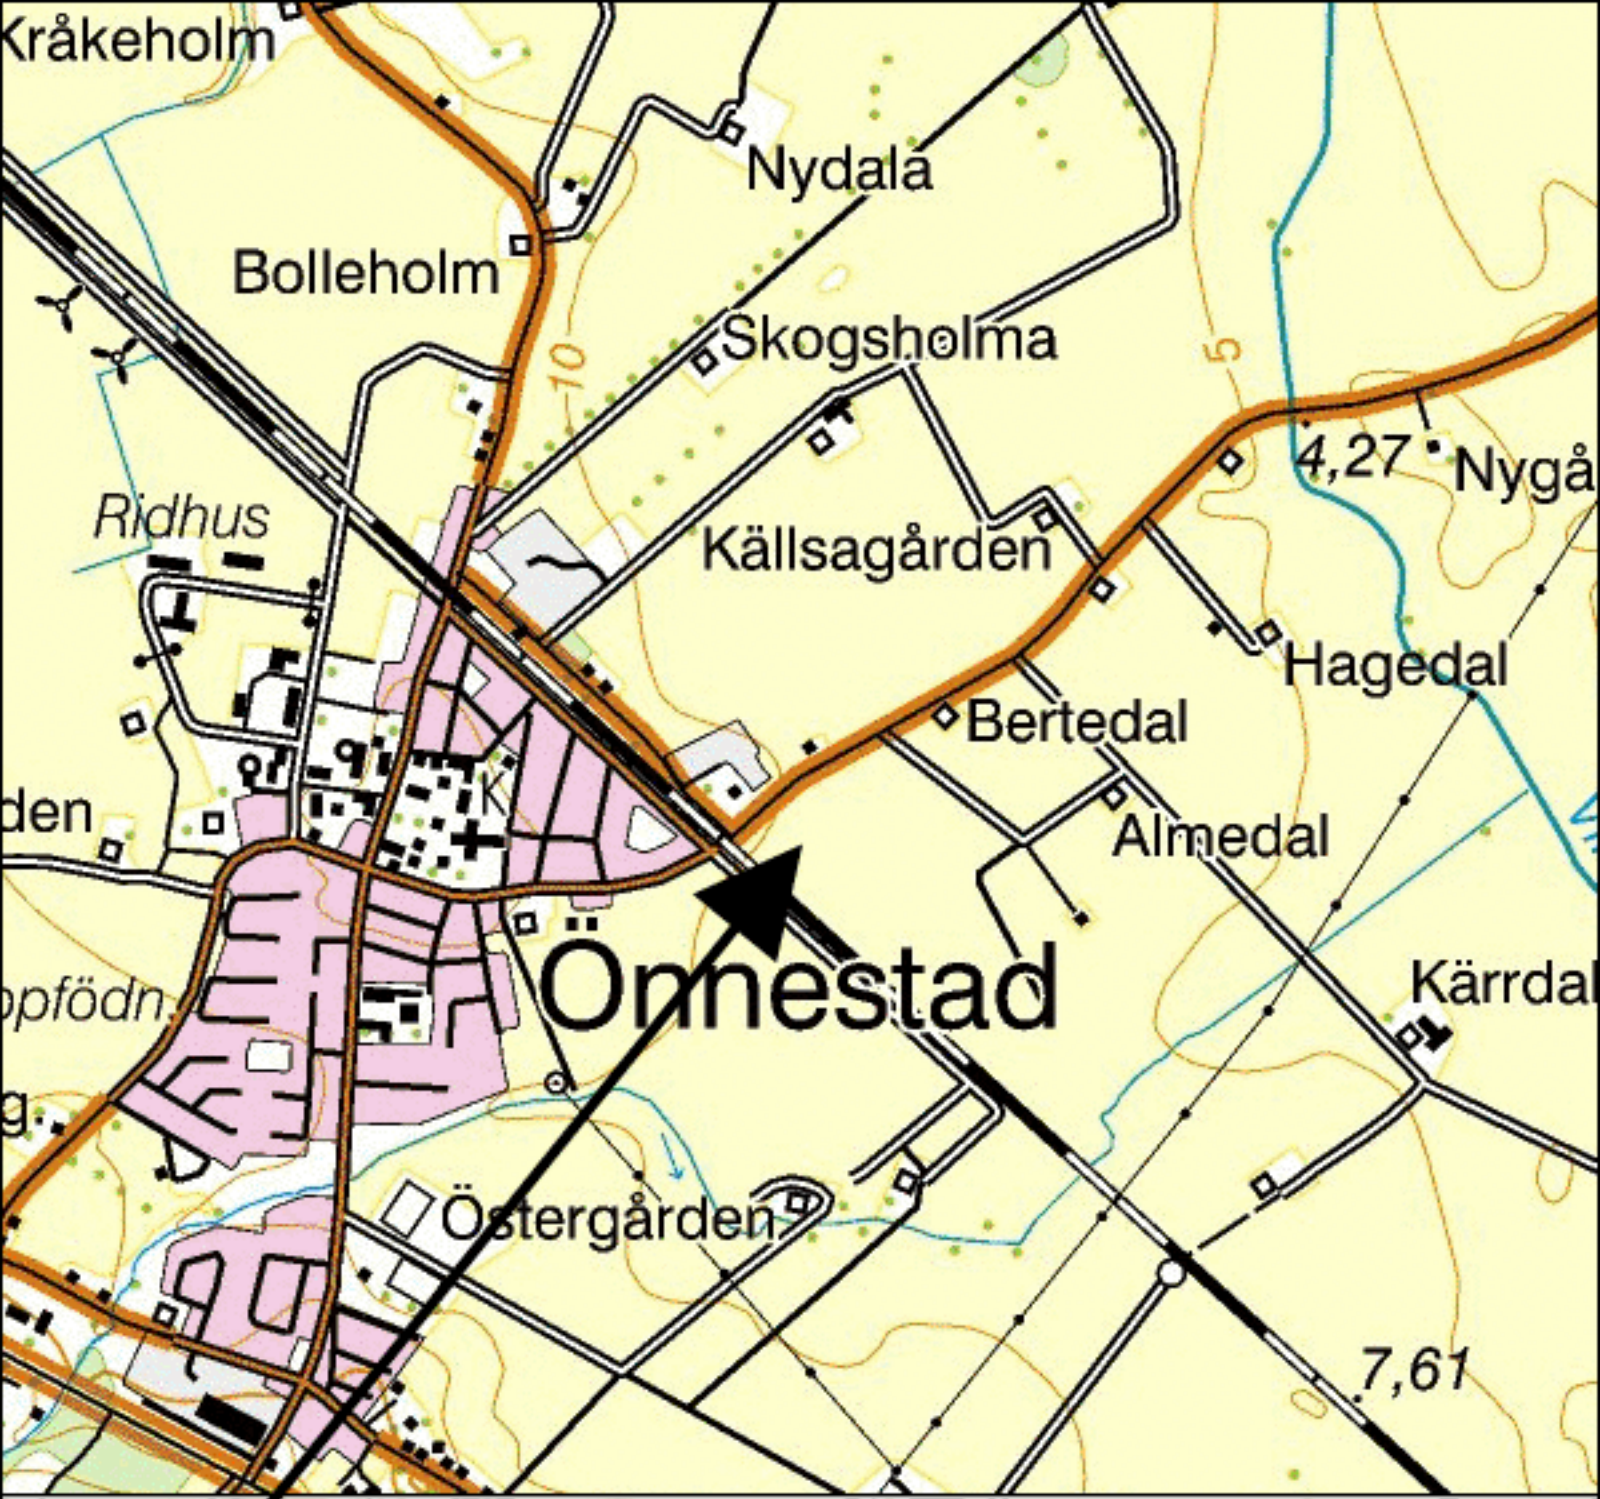 Kråkeholm
Nydala
Bolleholm
Skogsholma
10
5
4,27
Nygå
Ridhus
Källsagården
Hagedal
Bertedal
K
den
Almedal
Önnestad
Kärrdal
ppfödn.
g.
Östergården
7,61